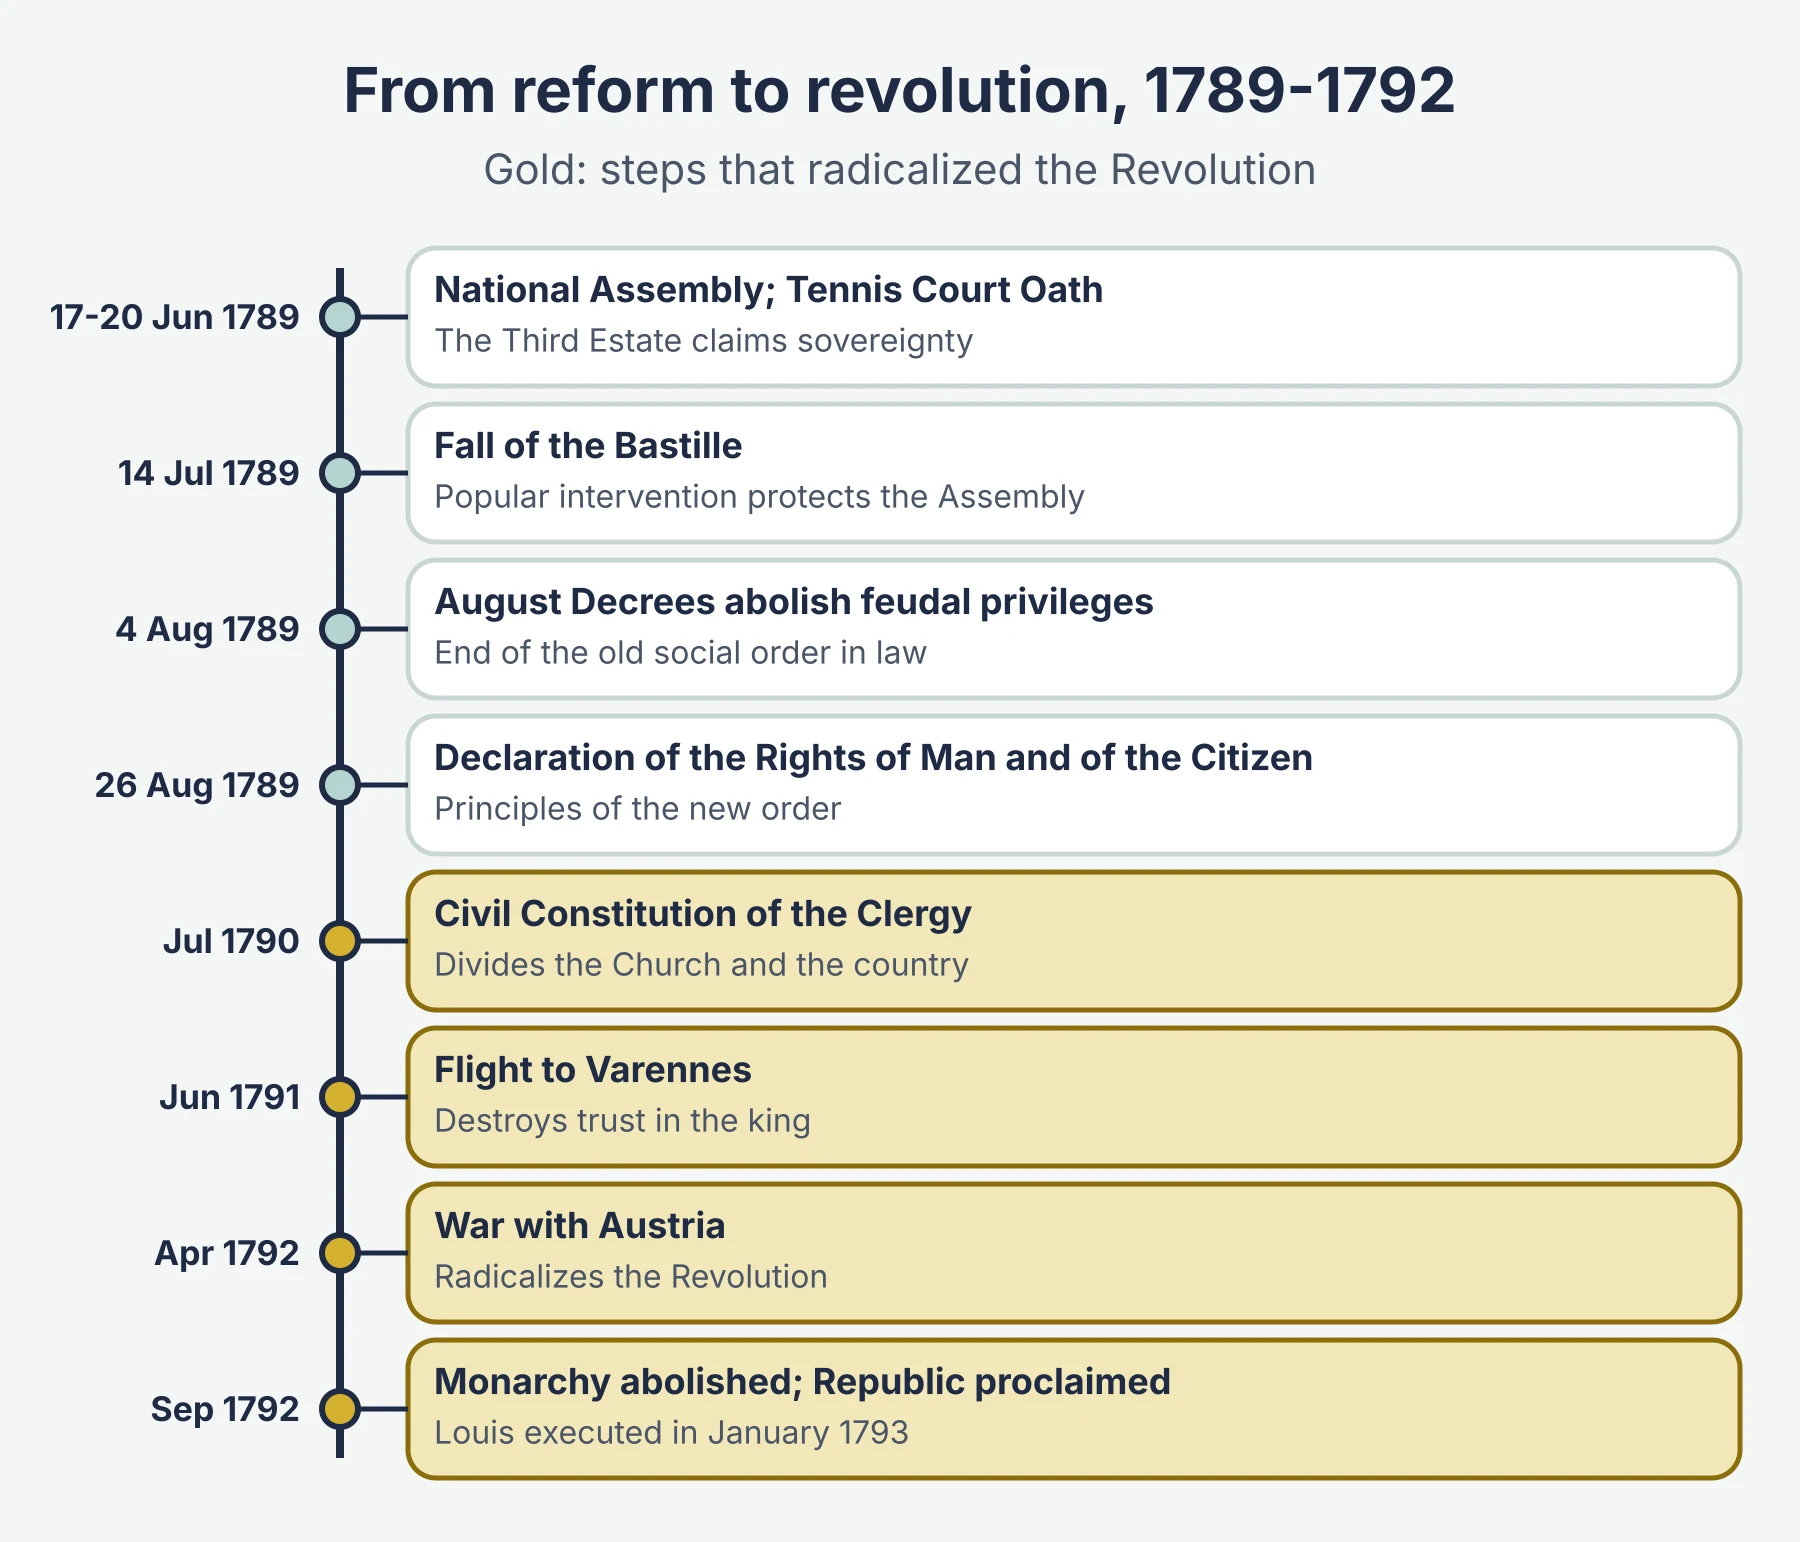 From reform to revolution, 1789-1792
Gold: steps that radicalized the Revolution
17-20 Jun 1789
National Assembly; Tennis Court Oath
The Third Estate claims sovereignty
14 Jul 1789
Fall of the Bastille
Popular intervention protects the Assembly
4 Aug 1789
August Decrees abolish feudal privileges
End of the old social order in law
26 Aug 1789
Declaration of the Rights of Man and of the Citizen
Principles of the new order
Jul 1790
Civil Constitution of the Clergy
Divides the Church and the country
Jun 1791
Flight to Varennes
Destroys trust in the king
Apr 1792
War with Austria
Radicalizes the Revolution
Sep 1792
Monarchy abolished; Republic proclaimed
Louis executed in January 1793